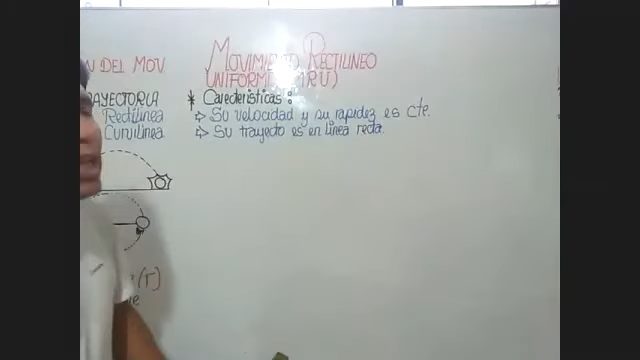 N DEL MOV
RAYECTORIA
Rectilínea
Curvilínea
(T)
MOVIMIENTO RECTILINEO
UNIFORME (MRU)
* Características:
⇨ Su velocidad y su rapidez es cte.
⇨ Su trayecto es en línea recta.